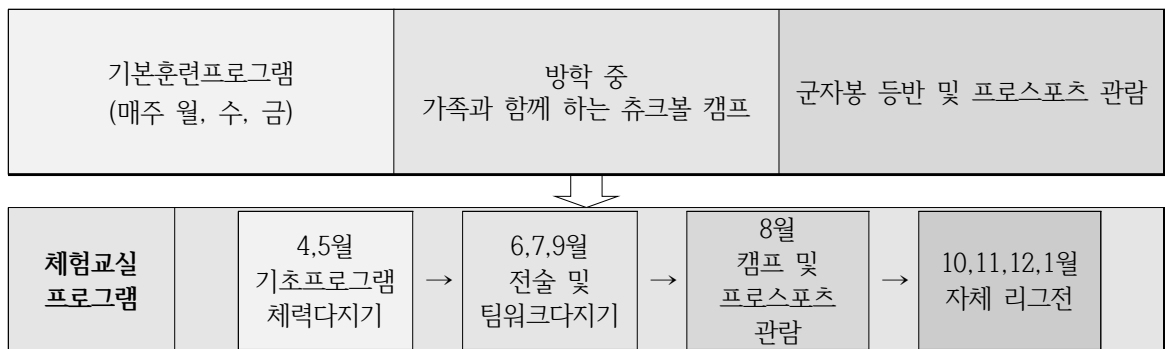 기본훈련프로그램
(매주 월, 수, 금)
방학 중
가족과 함께 하는 츄크볼 캠프
군자봉 등반 및 프로스포츠 관람
체험교실
프로그램
4,5월
기초프로그램
체력다지기
→
6,7,9월
전술 및
팀워크다지기
→
8월
캠프 및
프로스포츠
관람
→
10,11,12,1월
자체 리그전